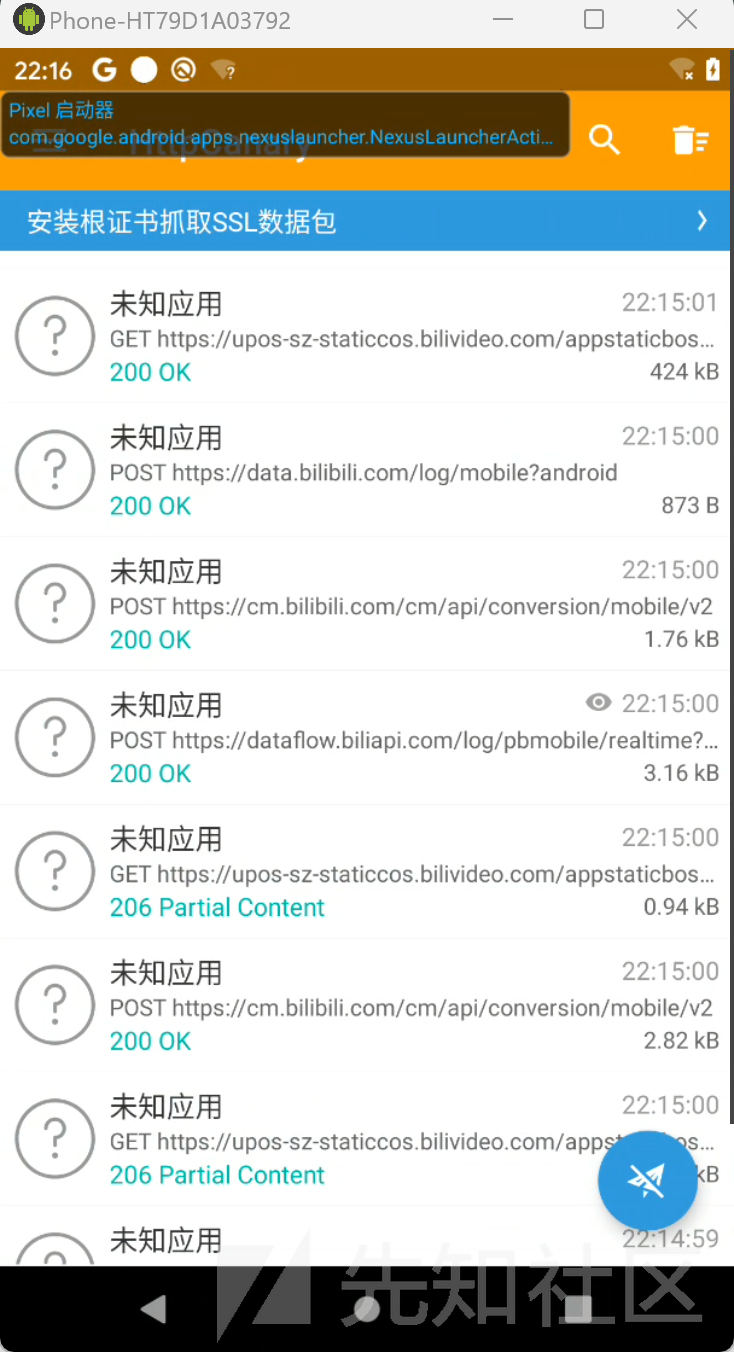 Phone-HT79D1A03792
22:16
Pixel 启动器
com.google.android.apps.nexuslauncher.NexusLauncherActi...
HttpCanary
安装根证书抓取SSL数据包
未知应用 22:15:01
GET https://upos-sz-staticcos.bilivideo.com/appstaticbos...
200 OK 424 kB
未知应用 22:15:00
POST https://data.bilibili.com/log/mobile?android
200 OK 873 B
未知应用 22:15:00
POST https://cm.bilibili.com/cm/api/conversion/mobile/v2
200 OK 1.76 kB
未知应用 22:15:00
POST https://dataflow.biliapi.com/log/pbmobile/realtime?...
200 OK 3.16 kB
未知应用 22:15:00
GET https://upos-sz-staticcos.bilivideo.com/appstaticbos...
206 Partial Content 0.94 kB
未知应用 22:15:00
POST https://cm.bilibili.com/cm/api/conversion/mobile/v2
200 OK 2.82 kB
未知应用 22:15:00
GET https://upos-sz-staticcos.bilivideo.com/appst
os...
206 Partial Content kB
未知应用 22:14:59
先知社区